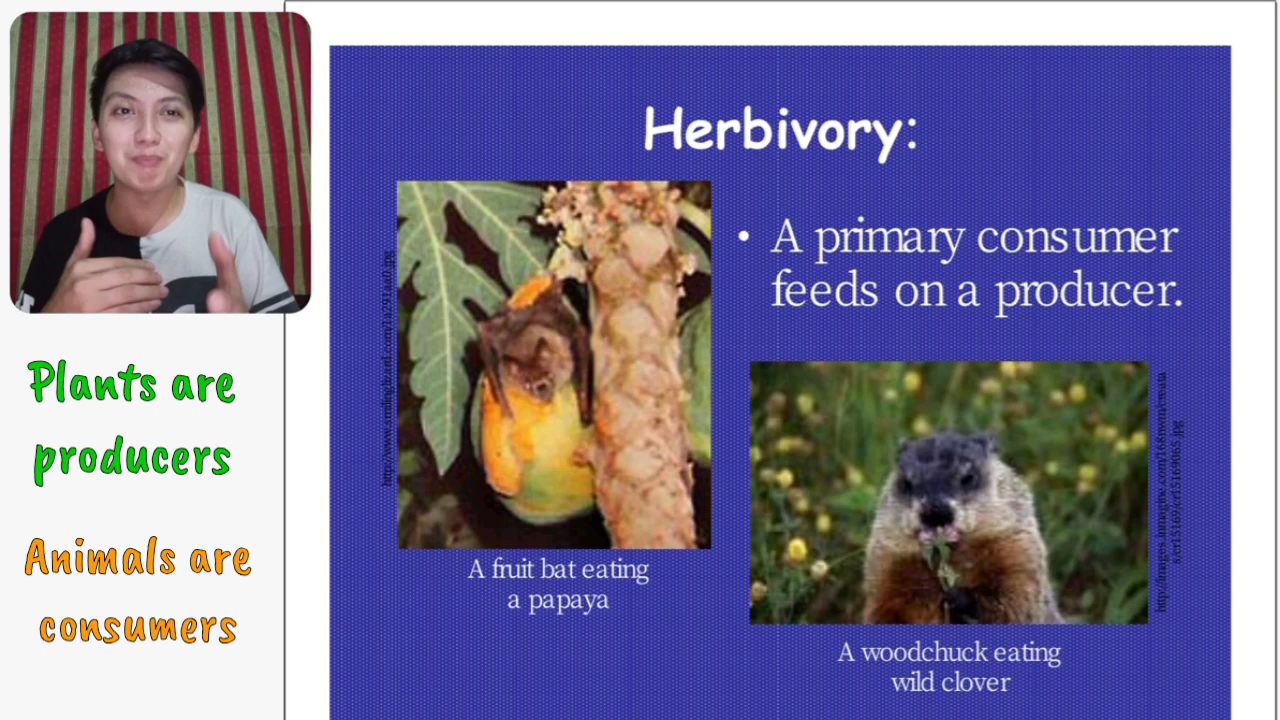 Herbivory:
• A primary consumer
feeds on a producer.
Plants are
producers
Animals are
consumers
A fruit bat eating
a papaya
A woodchuck eating
wild clover